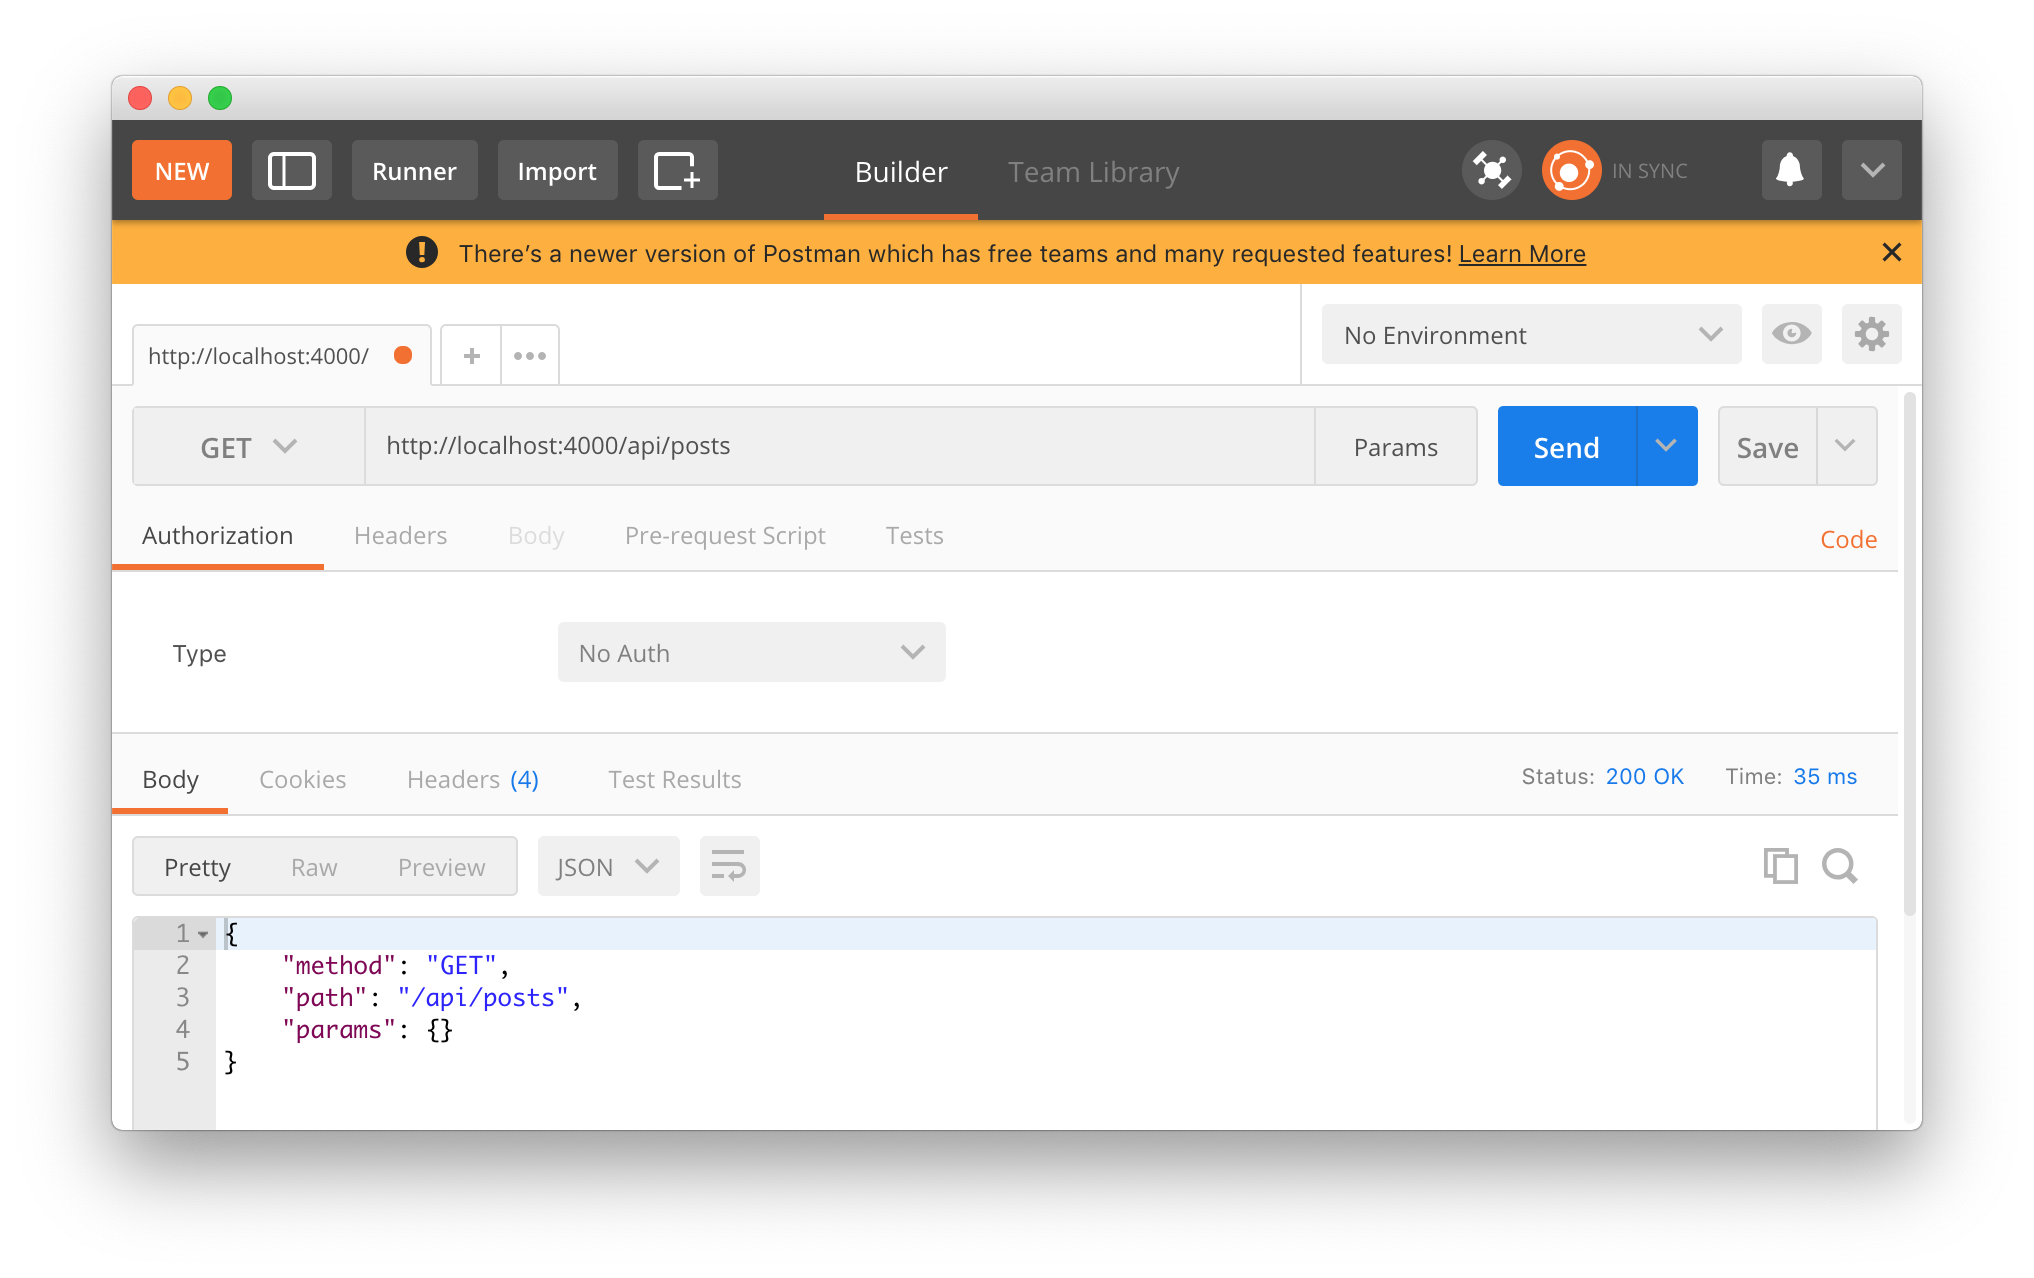 NEW Runner Import Builder Team Library IN SYNC
There’s a newer version of Postman which has free teams and many requested features! Learn More
http://localhost:4000/ No Environment
GET http://localhost:4000/api/posts Params Send Save
Authorization Headers Body Pre-request Script Tests Code
Type No Auth
Body Cookies Headers (4) Test Results Status: 200 OK Time: 35 ms
Pretty Raw Preview JSON
1 {
2 "method": "GET",
3 "path": "/api/posts",
4 "params": {}
5 }